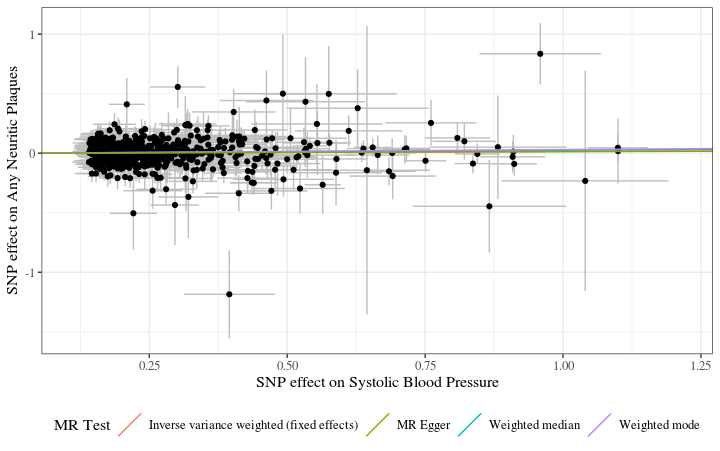 SNP effect on Any Neuritic Plaques
1
0
-1
0.25
0.50
0.75
1.00
1.25
SNP effect on Systolic Blood Pressure
MR Test
Inverse variance weighted (fixed effects)
MR Egger
Weighted median
Weighted mode